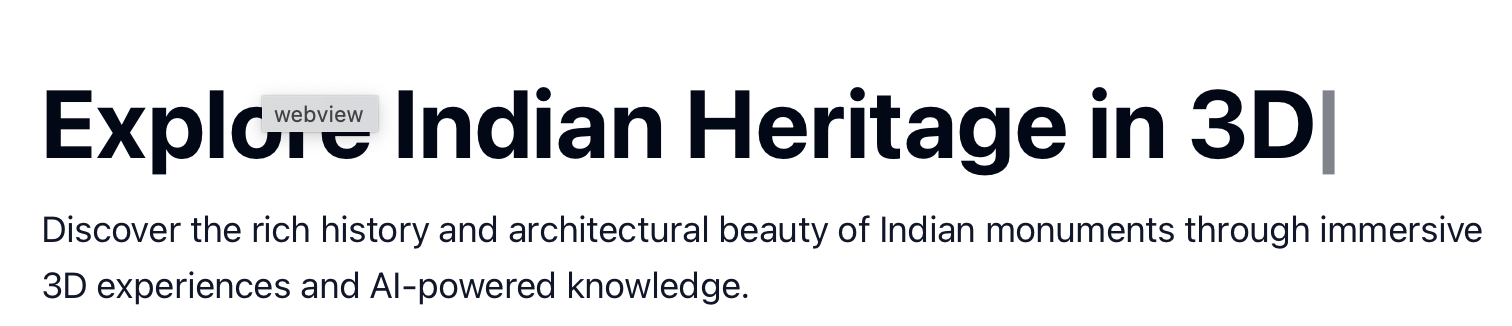 Explore Indian Heritage in 3D|
webview
Discover the rich history and architectural beauty of Indian monuments through immersive
3D experiences and AI-powered knowledge.